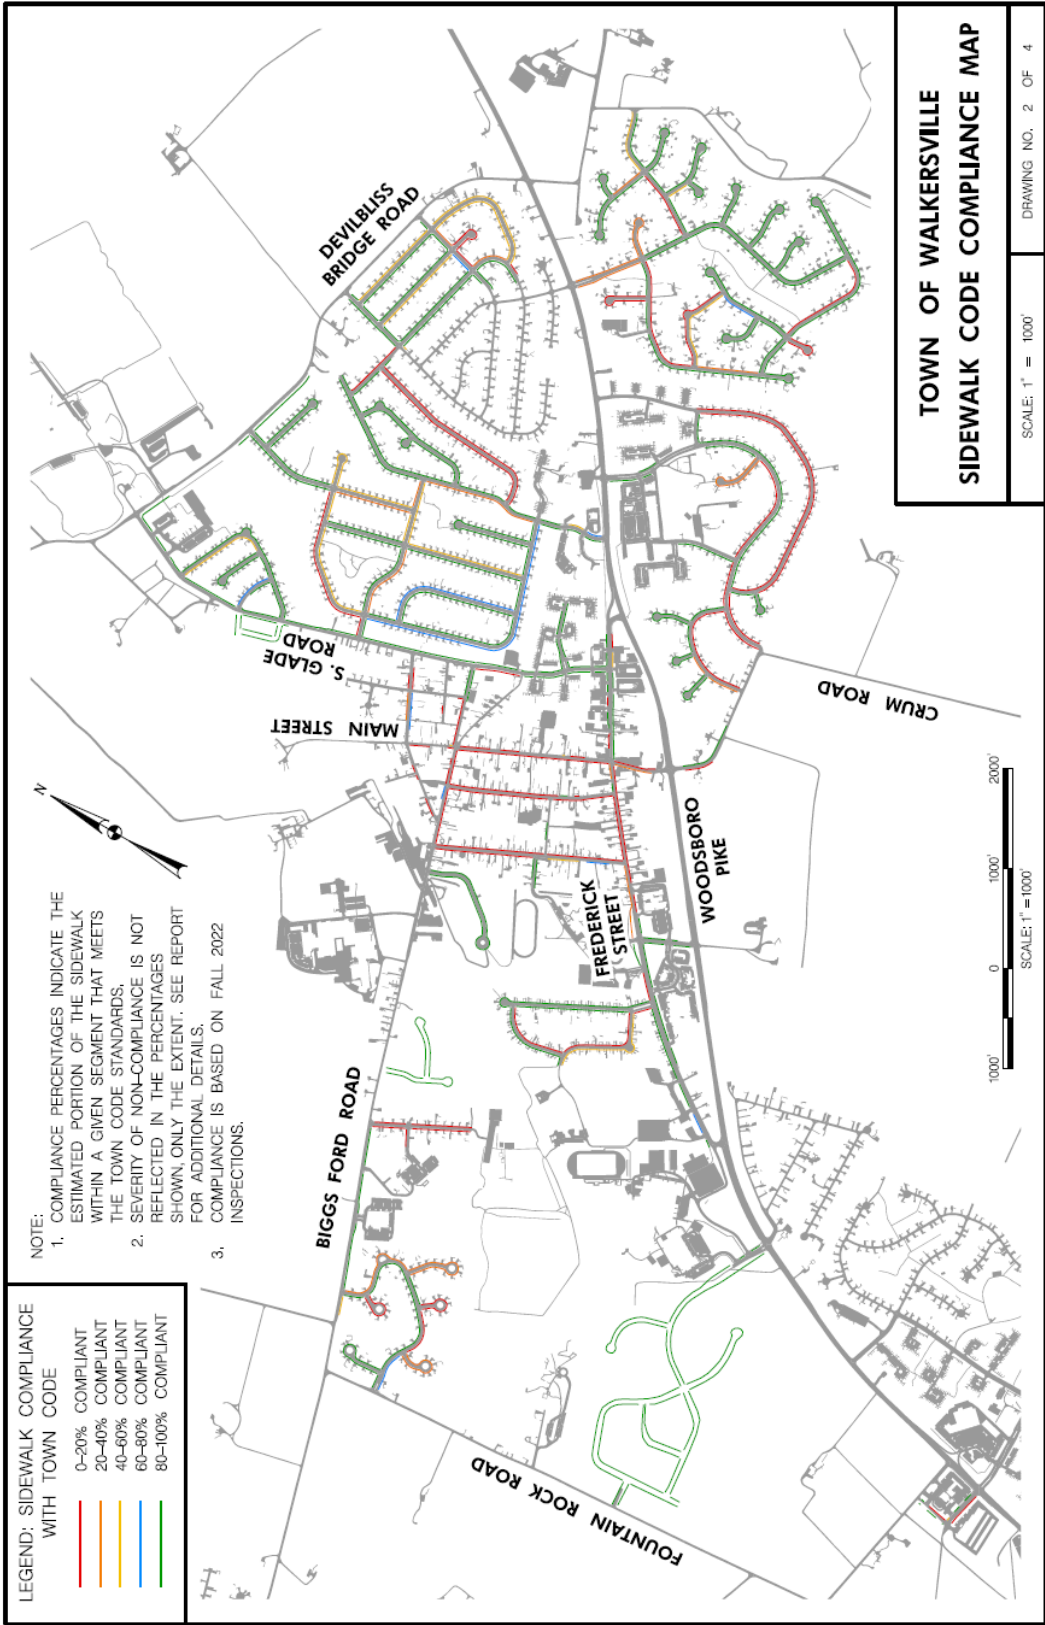 LEGEND: SIDEWALK COMPLIANCE
WITH TOWN CODE
0-20% COMPLIANT
20-40% COMPLIANT
40-60% COMPLIANT
60-80% COMPLIANT
80-100% COMPLIANT
NOTE:
1. COMPLIANCE PERCENTAGES INDICATE THE
ESTIMATED PORTION OF THE SIDEWALK
WITHIN A GIVEN SEGMENT THAT MEETS
THE TOWN CODE STANDARDS.
2. SEVERITY OF NON-COMPLIANCE IS NOT
REFLECTED IN THE PERCENTAGES
SHOWN, ONLY THE EXTENT. SEE REPORT
FOR ADDITIONAL DETAILS.
3. COMPLIANCE IS BASED ON FALL 2022
INSPECTIONS.
N
BIGGS FORD ROAD
FOUNTAIN ROCK ROAD
MAIN STREET
S. GLADE
ROAD
DEVILBLISS
BRIDGE ROAD
FREDERICK
STREET
WOODSBORO
PIKE
CRUM ROAD
1000' 0 1000' 2000'
SCALE: 1" =1000'
TOWN OF WALKERSVILLE
SIDEWALK CODE COMPLIANCE MAP
SCALE: 1" = 1000'
DRAWING NO. 2 OF 4